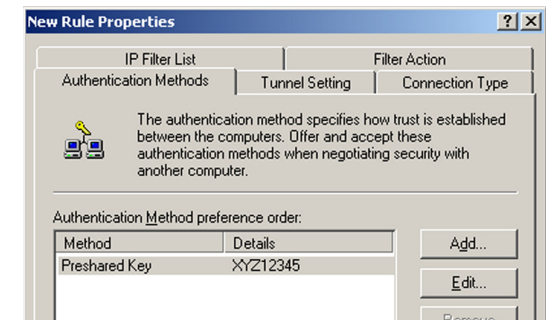 New Rule Properties
IP Filter List
Filter Action
Authentication Methods
Tunnel Setting
Connection Type
The authentication method specifies how trust is established
between the computers. Offer and accept these
authentication methods when negotiating security with
another computer.
Authentication Method preference order:
Method Details
Add...
Preshared Key XYZ12345
Edit...
Remove